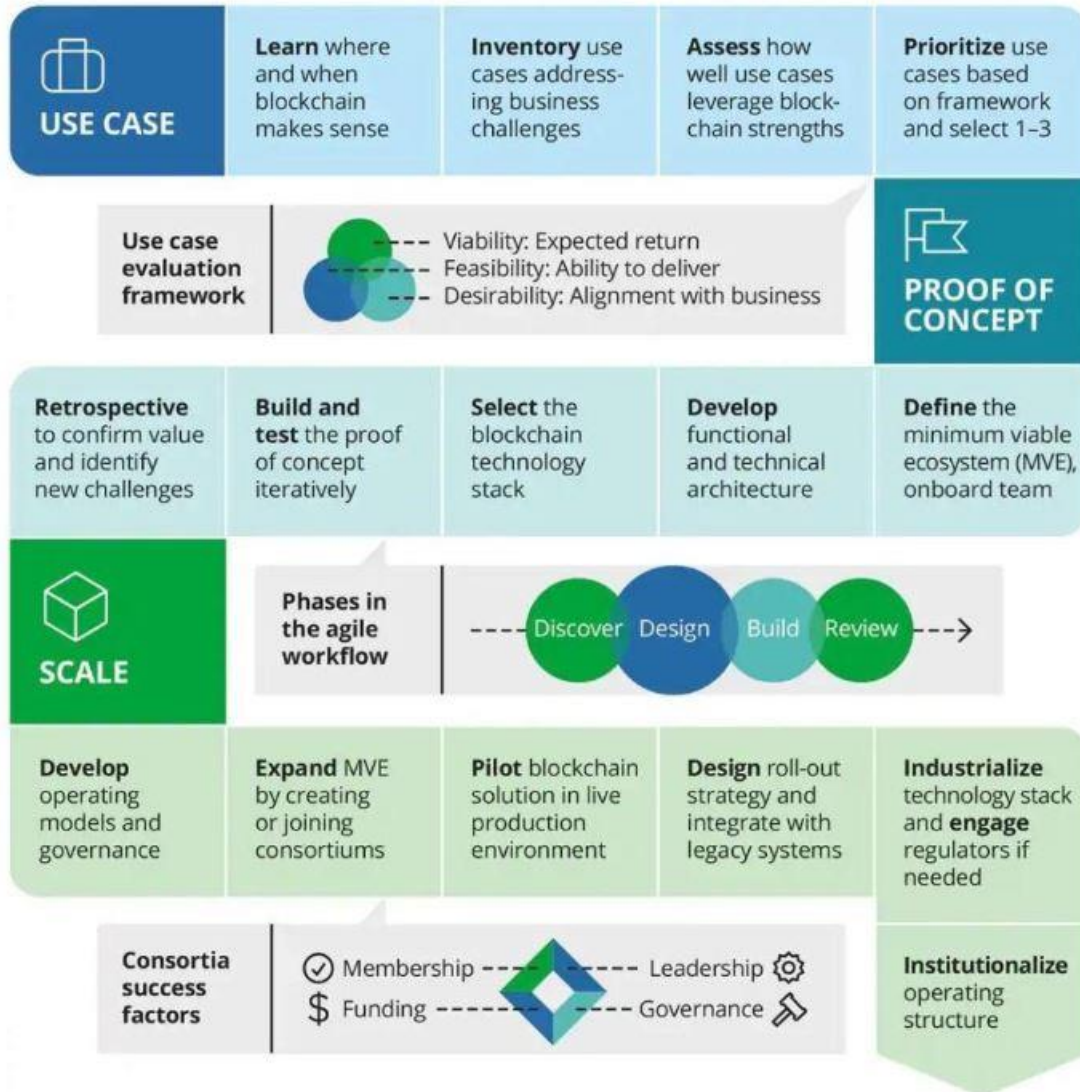 USE CASE
Learn where
and when
blockchain
makes sense
Inventory use
cases address-
ing business
challenges
Assess how
well use cases
leverage block-
chain strengths
Prioritize use
cases based
on framework
and select 1–3
Use case
evaluation
framework
Viability: Expected return
Feasibility: Ability to deliver
Desirability: Alignment with business
PROOF OF
CONCEPT
Retrospective
to confirm value
and identify
new challenges
Build and
test the proof
of concept
iteratively
Select the
blockchain
technology
stack
Develop
functional
and technical
architecture
Define the
minimum viable
ecosystem (MVE),
onboard team
SCALE
Phases in
the agile
workflow
Discover
Design
Build
Review
Develop
operating
models and
governance
Expand MVE
by creating
or joining
consortiums
Pilot blockchain
solution in live
production
environment
Design roll-out
strategy and
integrate with
legacy systems
Industrialize
technology stack
and engage
regulators if
needed
Consortia
success
factors
Membership
$ Funding
Leadership
Governance
Institutionalize
operating
structure